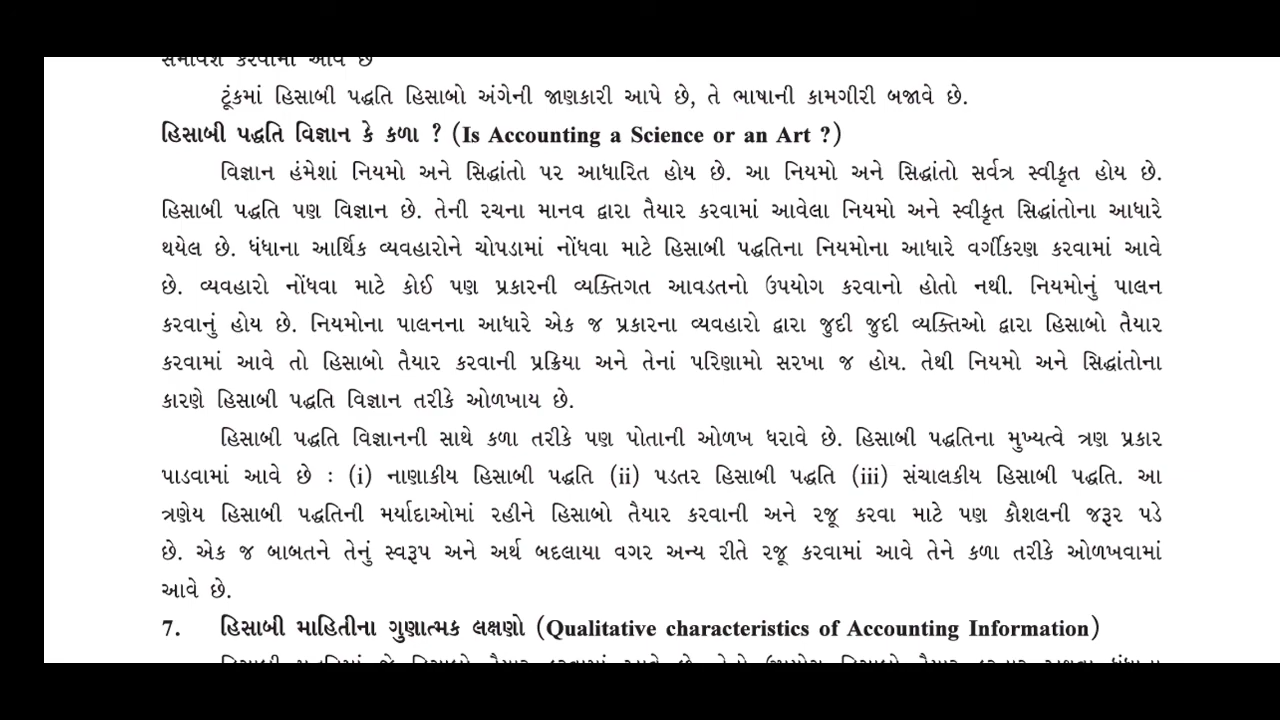 સમાવેશ કરવામાં આવે છે
ટૂંકમાં હિસાબી પદ્ધતિ હિસાબો અંગેની જાણકારી આપે છે, તે ભાષાની કામગીરી બજાવે છે.
હિસાબી પદ્ધતિ વિજ્ઞાન કે કળા ? (Is Accounting a Science or an Art ?)
વિજ્ઞાન હંમેશાં નિયમો અને સિદ્ધાંતો પર આધારિત હોય છે. આ નિયમો અને સિદ્ધાંતો સર્વત્ર સ્વીકૃત હોય છે.
હિસાબી પદ્ધતિ પણ વિજ્ઞાન છે. તેની રચના માનવ દ્વારા તૈયાર કરવામાં આવેલા નિયમો અને સ્વીકૃત સિદ્ધાંતોના આધારે
થયેલ છે. ધંધાના આર્થિક વ્યવહારોને ચોપડામાં નોંધવા માટે હિસાબી પદ્ધતિના નિયમોના આધારે વર્ગીકરણ કરવામાં આવે
છે. વ્યવહારો નોંધવા માટે કોઈ પણ પ્રકારની વ્યક્તિગત આવડતનો ઉપયોગ કરવાનો હોતો નથી. નિયમોનું પાલન
કરવાનું હોય છે. નિયમોના પાલનના આધારે એક જ પ્રકારના વ્યવહારો દ્વારા જુદી જુદી વ્યક્તિઓ દ્વારા હિસાબો તૈયાર
કરવામાં આવે તો હિસાબો તૈયાર કરવાની પ્રક્રિયા અને તેનાં પરિણામો સરખા જ હોય. તેથી નિયમો અને સિદ્ધાંતોના
કારણે હિસાબી પદ્ધતિ વિજ્ઞાન તરીકે ઓળખાય છે.
હિસાબી પદ્ધતિ વિજ્ઞાનની સાથે કળા તરીકે પણ પોતાની ઓળખ ધરાવે છે. હિસાબી પદ્ધતિના મુખ્યત્વે ત્રણ પ્રકાર
પાડવામાં આવે છે : (i) નાણાકીય હિસાબી પદ્ધતિ (ii) પડતર હિસાબી પદ્ધતિ (iii) સંચાલકીય હિસાબી પદ્ધતિ. આ
ત્રણેય હિસાબી પદ્ધતિની મર્યાદાઓમાં રહીને હિસાબો તૈયાર કરવાની અને રજૂ કરવા માટે પણ કૌશલની જરૂર પડે
છે. એક જ બાબતને તેનું સ્વરૂપ અને અર્થ બદલાયા વગર અન્ય રીતે રજૂ કરવામાં આવે તેને કળા તરીકે ઓળખવામાં
આવે છે.
7. હિસાબી માહિતીના ગુણાત્મક લક્ષણો (Qualitative characteristics of Accounting Information)